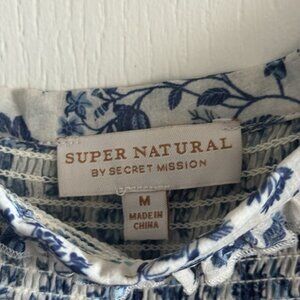 SUPER NATURAL
BY SECRET MISSION
M
MADE IN
CHINA